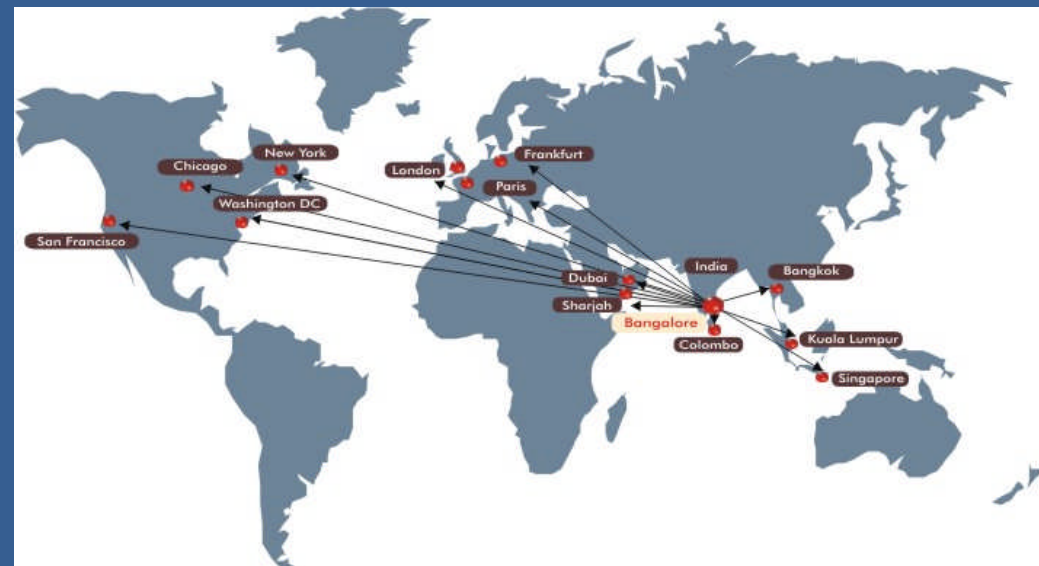 New York
Chicago
London
Frankfurt
Paris
Washington DC
San Francisco
India
Dubai
Bangkok
Sharjah
Bangalore
Colombo
Kuala Lumpur
Singapore